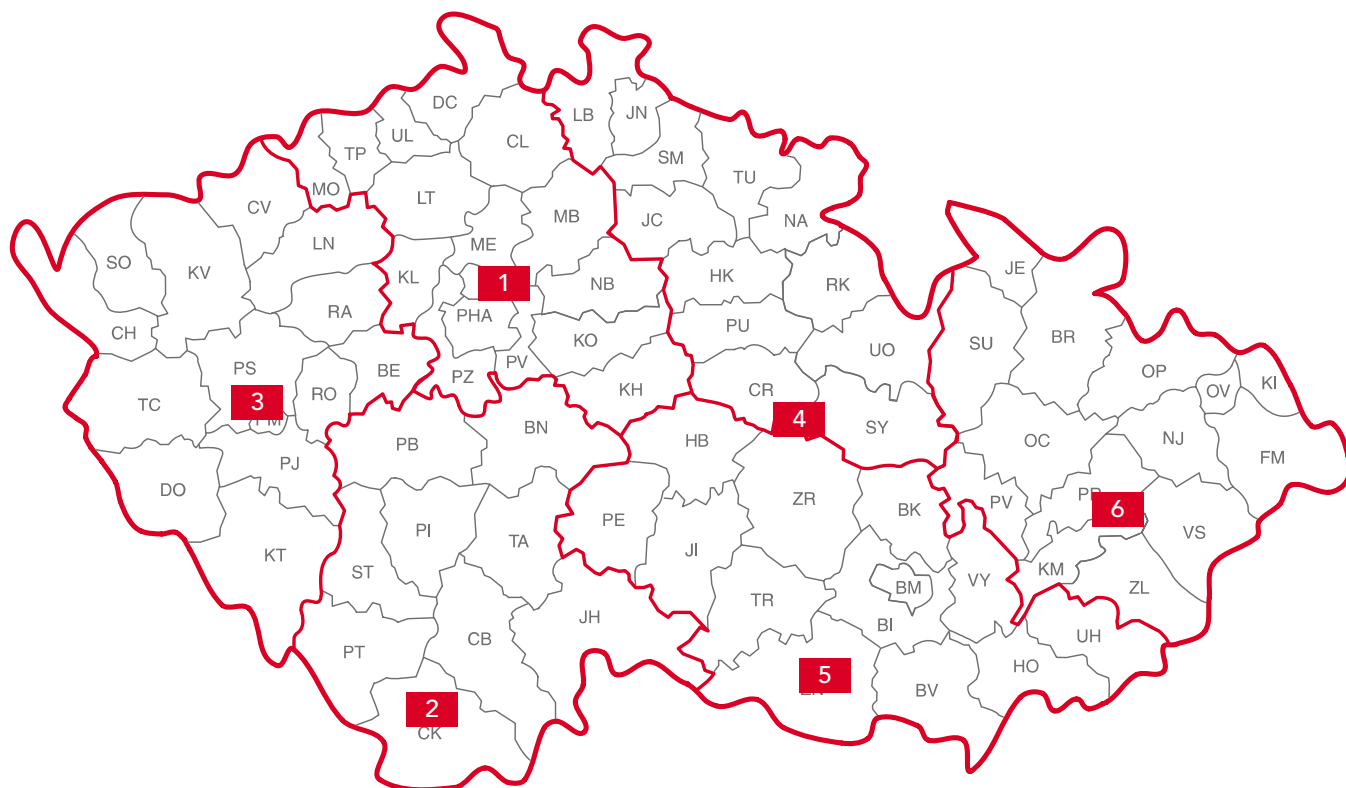 DC
LB
JN
UL
CL
TP
SM
TU
MO
LT
CV
MB
JC
NA
LN
ME
SO
KV
KL
1
NB
HK
RK
JE
RA
PHA
CH
KO
PU
UO
SU
BR
PS
BE
PZ
PV
KH
CR
OP
KI
OV
TC
3
RO
4
PB
BN
HB
SY
OC
NJ
FM
DO
PJ
ZR
PV
6
VS
KT
PI
TA
PE
JI
BK
ST
KM
VY
BM
ZL
TR
JH
BI
UH
PT
CB
5
HO
BV
2
CK